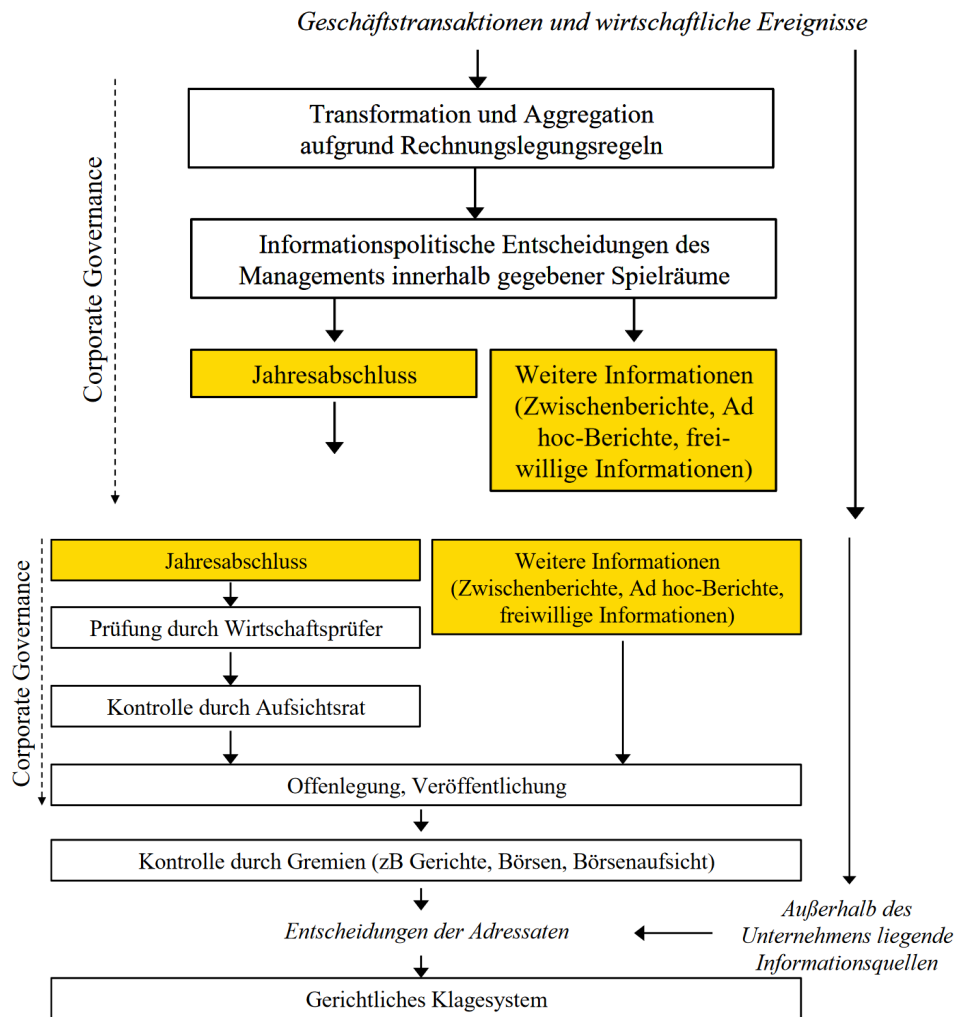 Geschäftstransaktionen und wirtschaftliche Ereignisse
Transformation und Aggregation
aufgrund Rechnungslegungsregeln
Informationspolitische Entscheidungen des
Managements innerhalb gegebener Spielräume
Corporate Governance
Jahresabschluss
Weitere Informationen
(Zwischenberichte, Ad
hoc-Berichte, frei-
willige Informationen)
Jahresabschluss
Weitere Informationen
(Zwischenberichte, Ad hoc-Berichte,
freiwillige Informationen)
Prüfung durch Wirtschaftsprüfer
Corporate Governance
Kontrolle durch Aufsichtsrat
Offenlegung, Veröffentlichung
Kontrolle durch Gremien (zB Gerichte, Börsen, Börsenaufsicht)
Entscheidungen der Adressaten
Außerhalb des
Unternehmens liegende
Informationsquellen
Gerichtliches Klagesystem